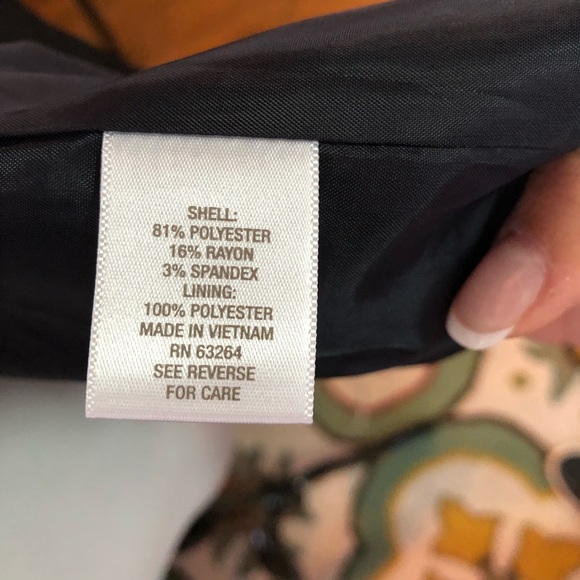 SHELL:
81% POLYESTER
16% RAYON
3% SPANDEX
LINING:
100% POLYESTER
MADE IN VIETNAM
RN 63264
SEE REVERSE
FOR CARE